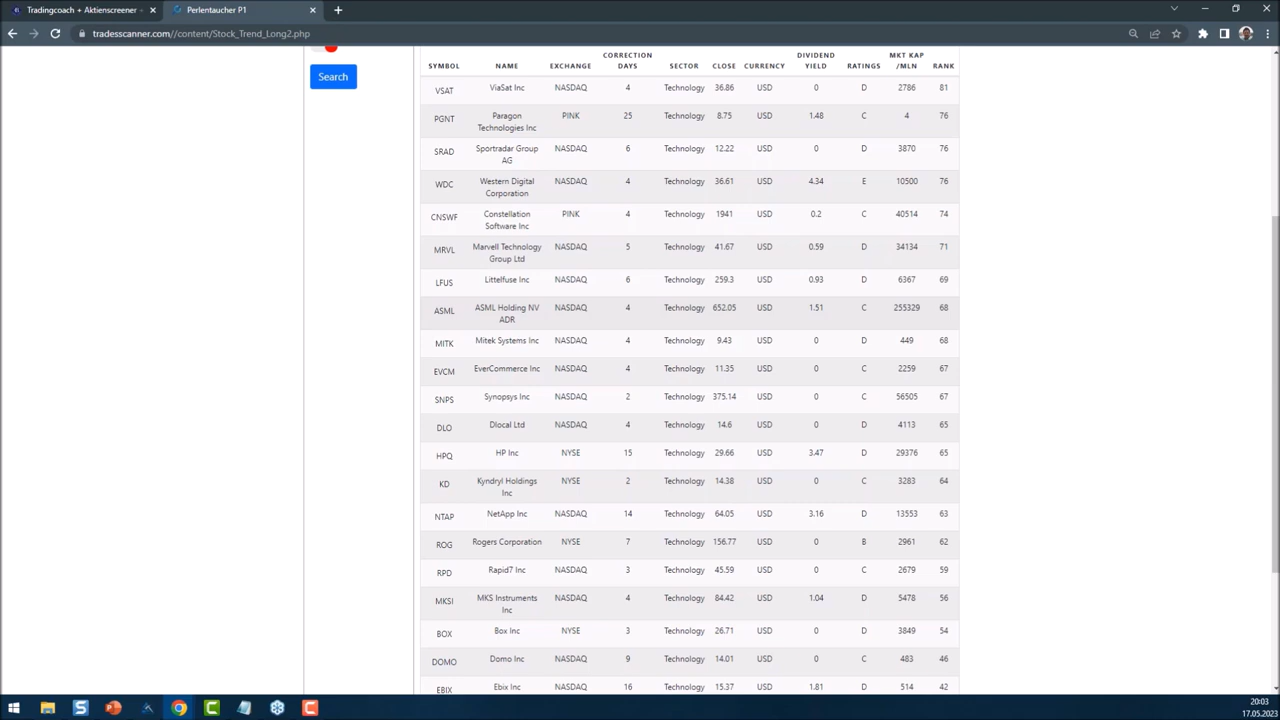 Tradingcoach + Aktienscreener
Perlentaucher P1
tradesscanner.com//content/Stock_Trend_Long2.php
Search
SYMBOL NAME EXCHANGE CORRECTION DAYS SECTOR CLOSE CURRENCY DIVIDEND YIELD RATINGS MKT KAP /MLN RANK
VSAT ViaSat Inc NASDAQ 4 Technology 36.86 USD 0 D 2786 81
PGNT Paragon Technologies Inc PINK 25 Technology 8.75 USD 1.48 C 4 76
SRAD Sportradar Group AG NASDAQ 6 Technology 12.22 USD 0 D 3870 76
WDC Western Digital Corporation NASDAQ 4 Technology 36.61 USD 4.34 E 10500 76
CNSWF Constellation Software Inc PINK 4 Technology 1941 USD 0.2 C 40514 74
MRVL Marvell Technology Group Ltd NASDAQ 5 Technology 41.67 USD 0.59 D 34134 71
LFUS Littelfuse Inc NASDAQ 6 Technology 259.3 USD 0.93 D 6367 69
ASML ASML Holding NV ADR NASDAQ 4 Technology 652.05 USD 1.51 C 255329 68
MITK Mitek Systems Inc NASDAQ 4 Technology 9.43 USD 0 D 449 68
EVCM EverCommerce Inc NASDAQ 4 Technology 11.35 USD 0 C 2259 67
SNPS Synopsys Inc NASDAQ 2 Technology 375.14 USD 0 C 56505 67
DLO Dlocal Ltd NASDAQ 4 Technology 14.6 USD 0 D 4113 65
HPQ HP Inc NYSE 15 Technology 29.66 USD 3.47 D 29376 65
KD Kyndryl Holdings Inc NYSE 2 Technology 14.38 USD 0 C 3283 64
NTAP NetApp Inc NASDAQ 14 Technology 64.05 USD 3.16 D 13553 63
ROG Rogers Corporation NYSE 7 Technology 156.77 USD 0 B 2961 62
RPD Rapid7 Inc NASDAQ 3 Technology 45.59 USD 0 C 2679 59
MKSI MKS Instruments Inc NASDAQ 4 Technology 84.42 USD 1.04 D 5478 56
BOX Box Inc NYSE 3 Technology 26.71 USD 0 D 3849 54
DOMO Domo Inc NASDAQ 9 Technology 14.01 USD 0 C 483 46
EBIX Ebix Inc NASDAQ 16 Technology 15.37 USD 1.81 D 514 42
20:03
17.05.2023